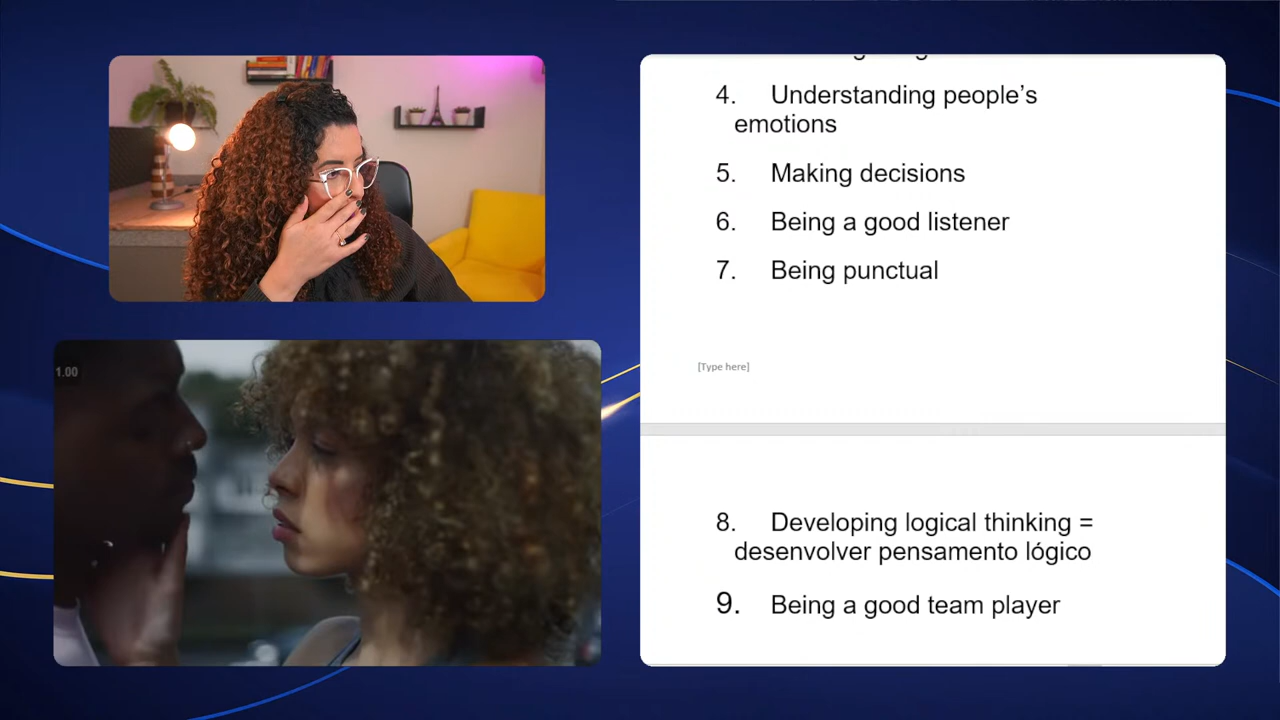 4. Understanding people's
emotions
5. Making decisions
6. Being a good listener
7. Being punctual
[Type here]
8. Developing logical thinking =
desenvolver pensamento lógico
9. Being a good team player
1.00